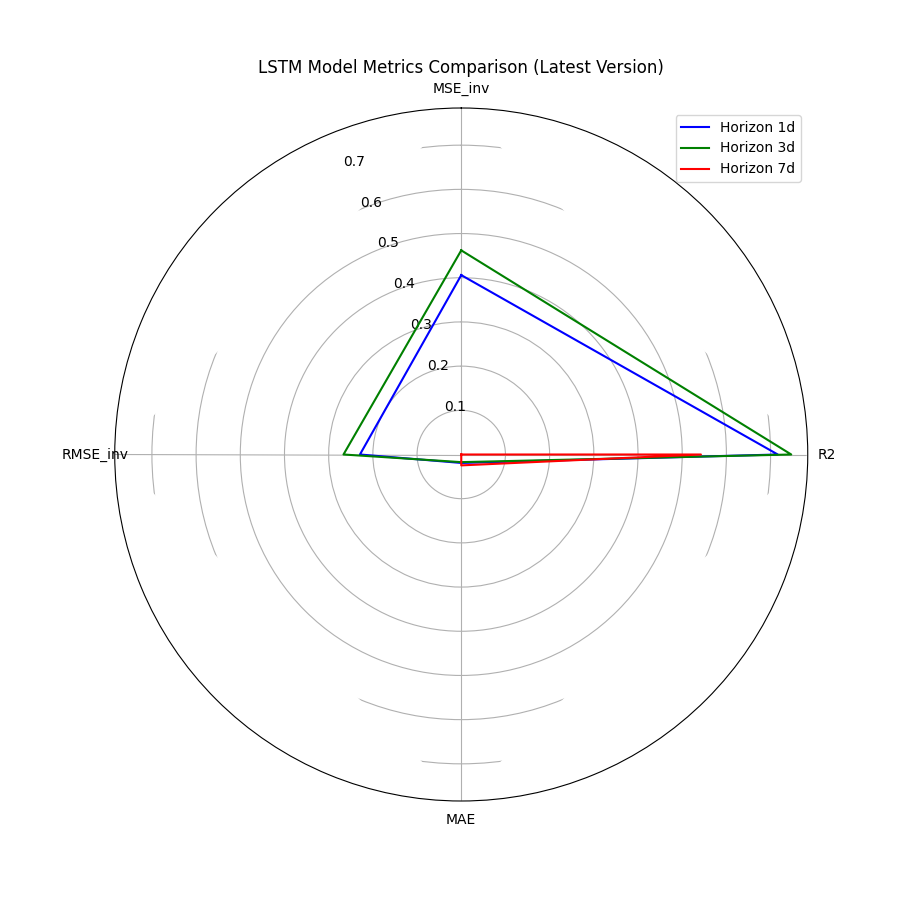 LSTM Model Metrics Comparison (Latest Version)
MSE_inv
Horizon 1d
Horizon 3d
Horizon 7d
0.7
0.6
0.5
0.4
0.3
0.2
0.1
RMSE_inv
R2
MAE